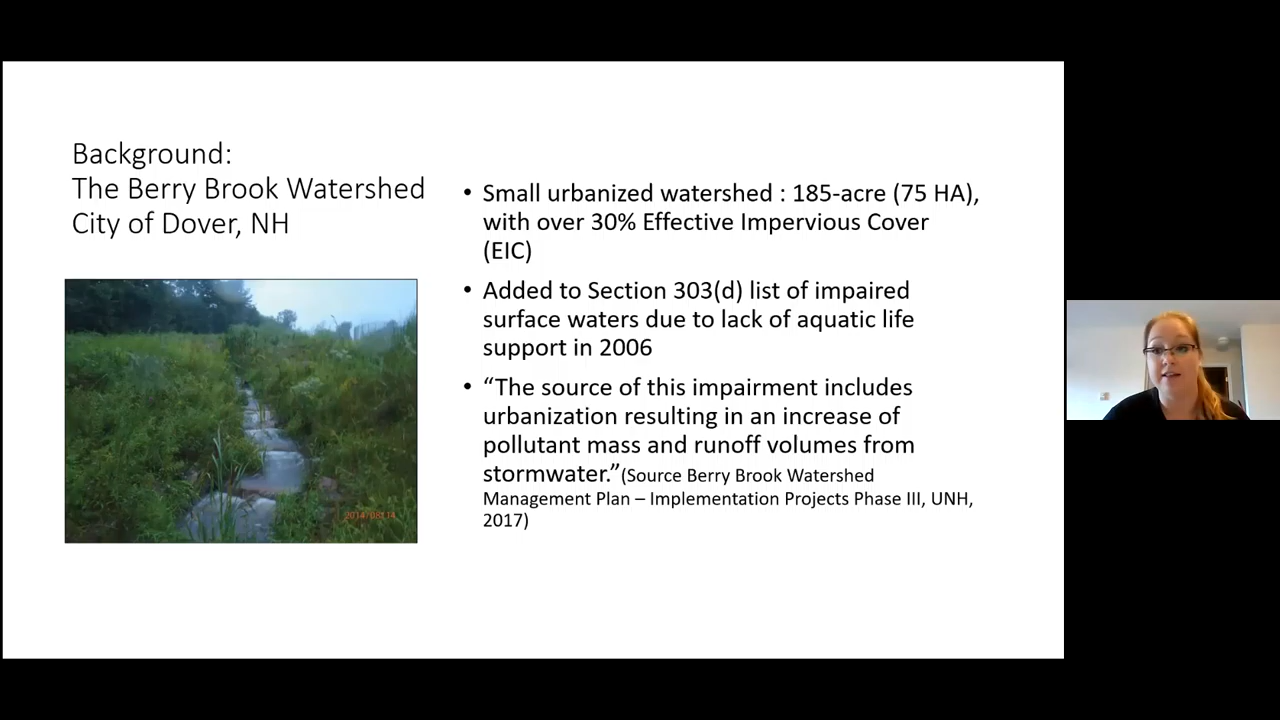 Background:
The Berry Brook Watershed
City of Dover, NH
• Small urbanized watershed : 185-acre (75 HA),
with over 30% Effective Impervious Cover
(EIC)
• Added to Section 303(d) list of impaired
surface waters due to lack of aquatic life
support in 2006
• “The source of this impairment includes
urbanization resulting in an increase of
pollutant mass and runoff volumes from
stormwater.”(Source Berry Brook Watershed
Management Plan – Implementation Projects Phase III, UNH,
2017)